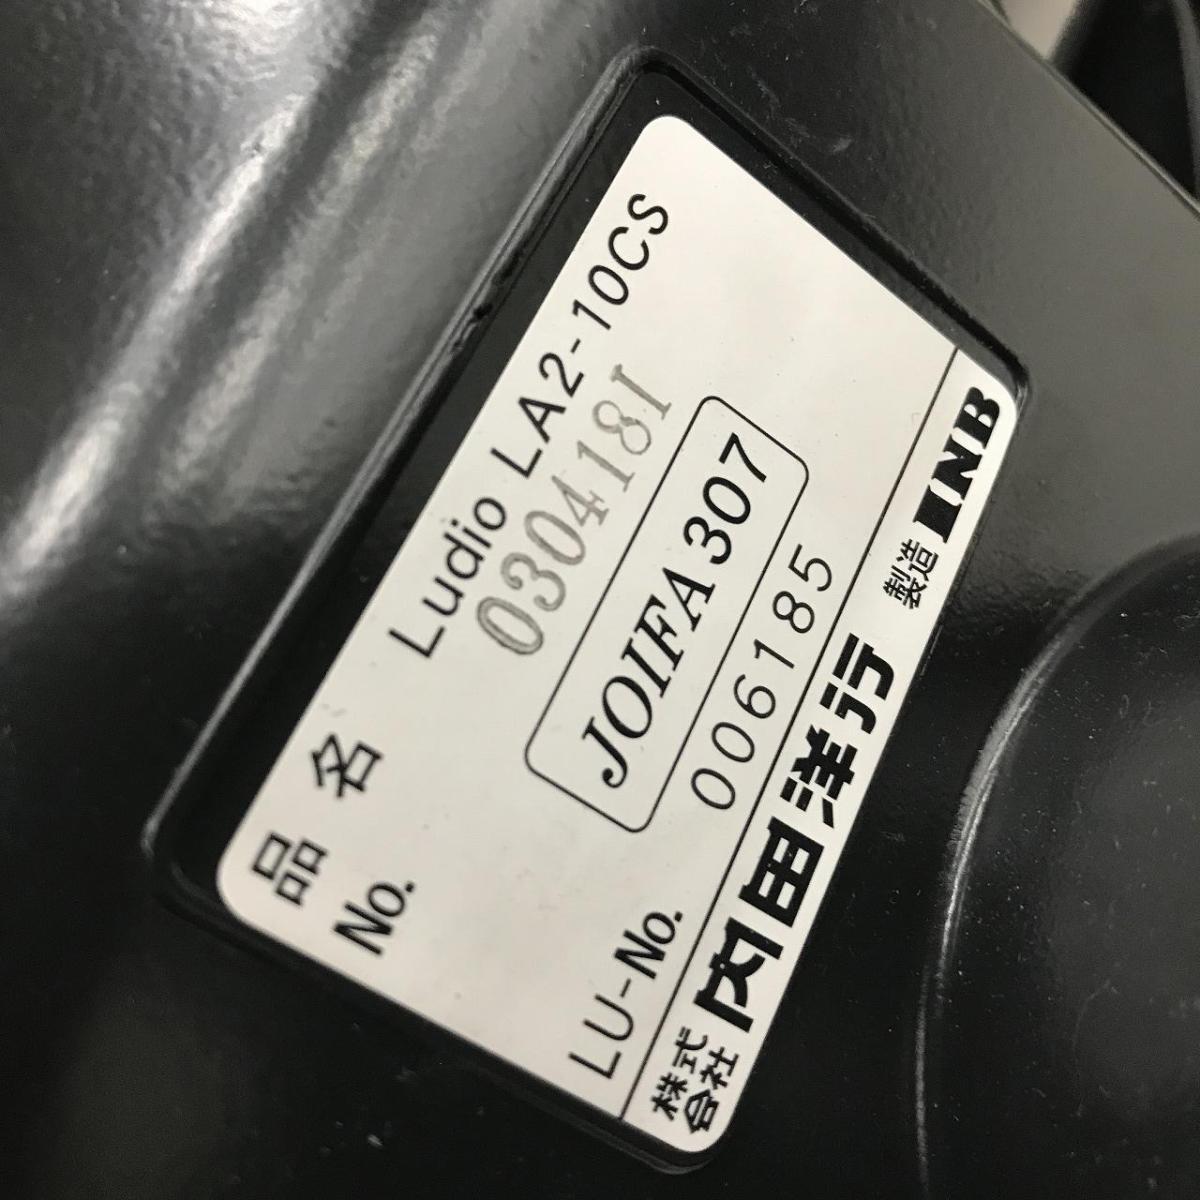 品名 Ludio LA2-10CS
No. 0304181
JOIFA 307
LU-No. 006185
株式会社 内田洋行 製造 INB